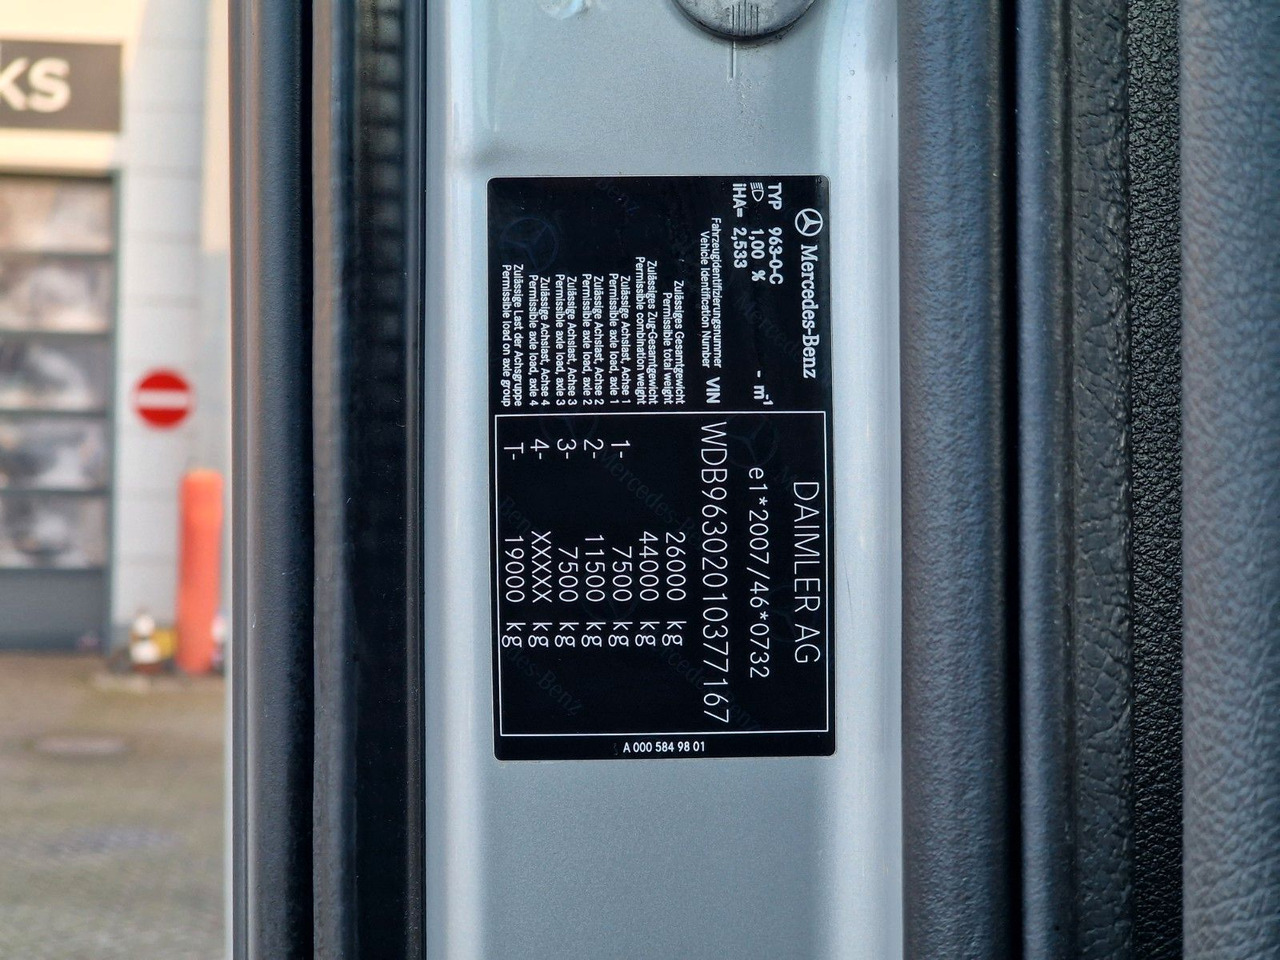 ks
Mercedes-Benz
DAIMLER AG
TYP 963-0-C
1,00 % - m⁻¹
e1*2007/46*0732
iHA= 2,533
Fahrzeugidentifizierungsnummer
Vehicle Identification Number VIN
WDB9630201037 7167
Zulässiges Gesamtgewicht
Permissible total weight 26000 kg
Zulässiges Zug-Gesamtgewicht
Permissible combination weight 44000 kg
Zulässige Achslast, Achse 1
Permissible axle load, axle 1 1- 7500 kg
Zulässige Achslast, Achse 2
Permissible axle load, axle 2 2- 11500 kg
Zulässige Achslast, Achse 3
Permissible axle load, axle 3 3- 7500 kg
Zulässige Achslast, Achse 4
Permissible axle load, axle 4 4- XXXXX kg
Zulässige Last der Achsgruppe
Permissible load on axle group T- 19000 kg
A 000 584 98 01